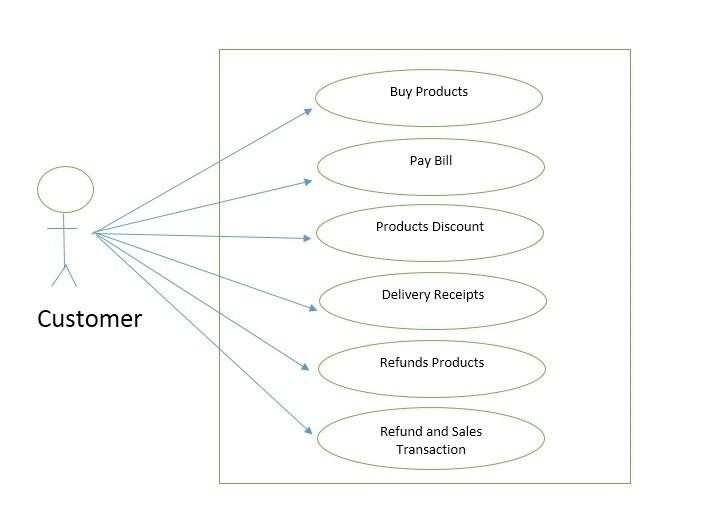 Buy Products
Pay Bill
Products Discount
Delivery Receipts
Customer
Refunds Products
Refund and Sales
Transaction